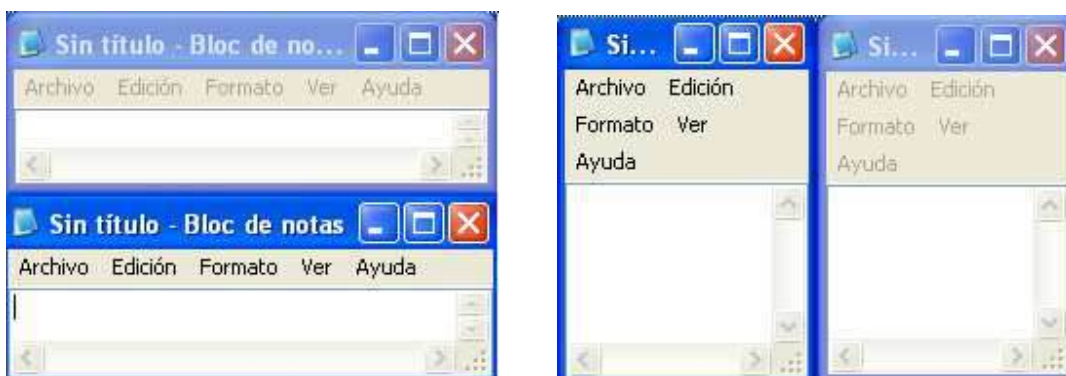 Sin título - Bloc de no...
Archivo Edición Formato Ver Ayuda
Sin título - Bloc de notas
Archivo Edición Formato Ver Ayuda
Si...
Archivo Edición
Formato Ver
Ayuda
Si...
Archivo Edición
Formato Ver
Ayuda